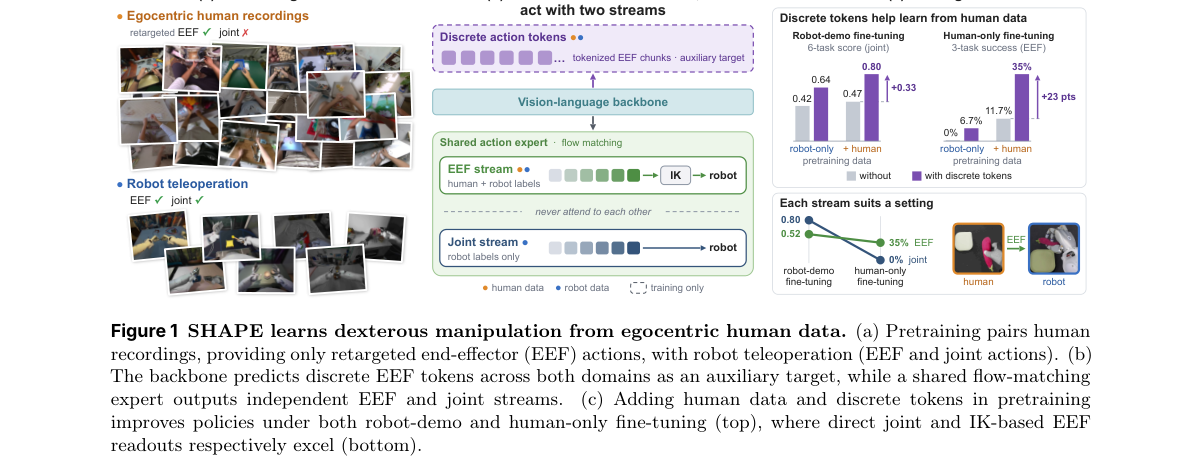 act with two streams
• Egocentric human recordings
retargeted EEF ✓ joint ✗
• Robot teleoperation
EEF ✓ joint ✓
Discrete action tokens
... tokenized EEF chunks · auxiliary target
Vision-language backbone
Shared action expert · flow matching
EEF stream
human + robot labels
IK
robot
never attend to each other
Joint stream
robot labels only
robot
human data robot data training only
Discrete tokens help learn from human data
Robot-demo fine-tuning
6-task score (joint)
0.42
0.64
0.47
0.80
+0.33
robot-only + human
pretraining data
Human-only fine-tuning
3-task success (EEF)
0%
6.7%
11.7%
35%
+23 pts
robot-only + human
pretraining data
without with discrete tokens
Each stream suits a setting
0.80
0.52
35% EEF
0% joint
robot-demo
fine-tuning
human-only
fine-tuning
EEF
human
robot
Figure 1 SHAPE learns dexterous manipulation from egocentric human data. (a) Pretraining pairs human
recordings, providing only retargeted end-effector (EEF) actions, with robot teleoperation (EEF and joint actions). (b)
The backbone predicts discrete EEF tokens across both domains as an auxiliary target, while a shared flow-matching
expert outputs independent EEF and joint streams. (c) Adding human data and discrete tokens in pretraining
improves policies under both robot-demo and human-only fine-tuning (top), where direct joint and IK-based EEF
readouts respectively excel (bottom).